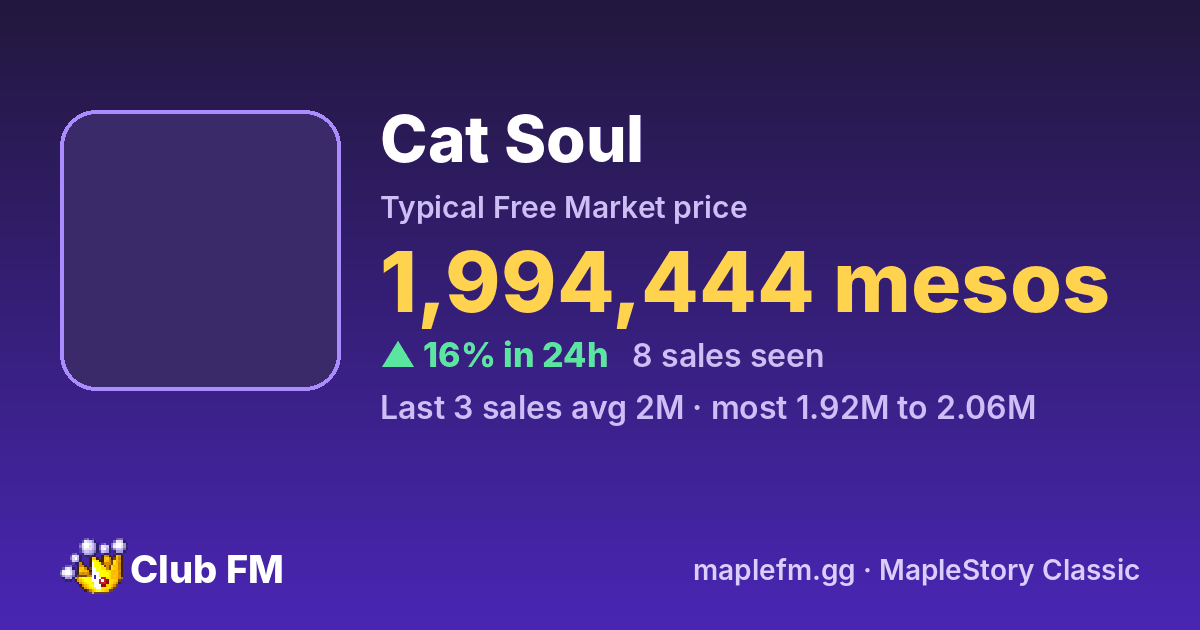 Cat Soul
Typical Free Market price
1,994,444 mesos
▲ 16% in 24h 8 sales seen
Last 3 sales avg 2M · most 1.92M to 2.06M
Club FM
maplefm.gg · MapleStory Classic